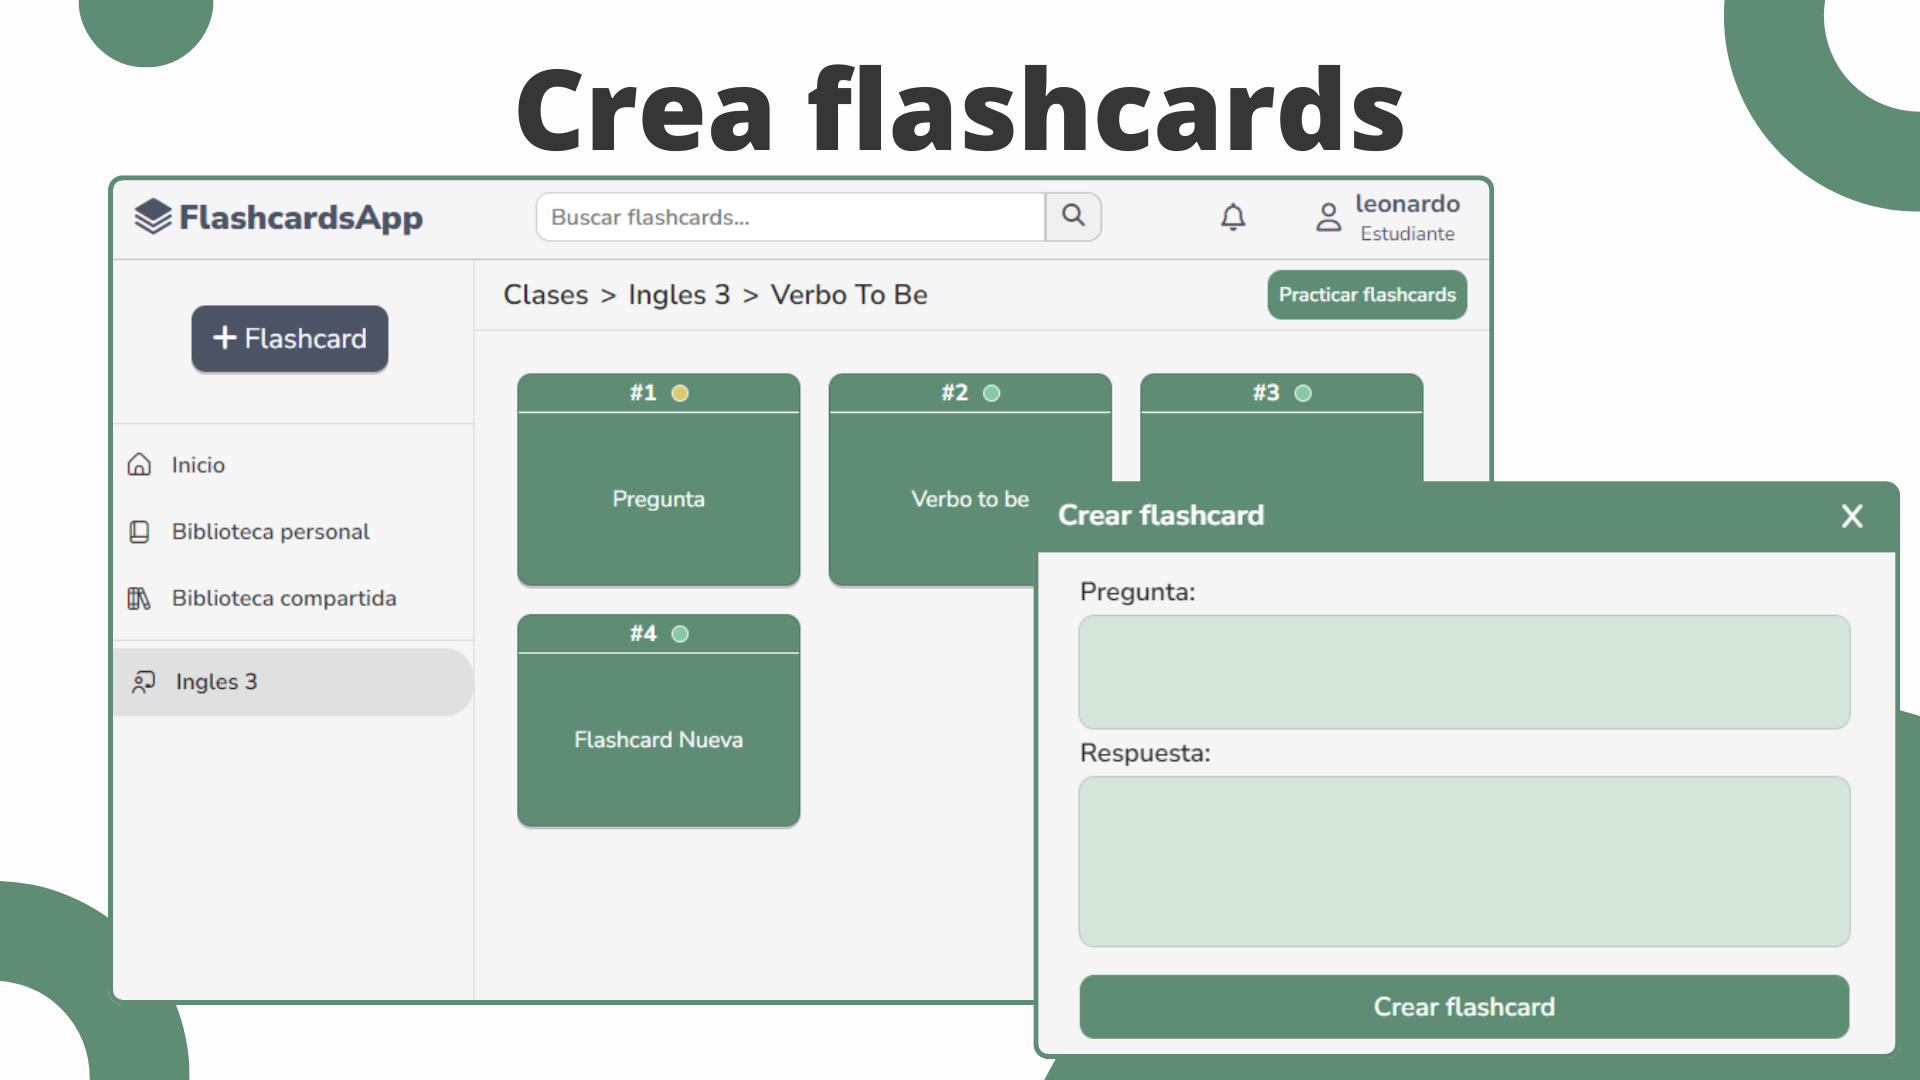 Crea flashcards
FlashcardsApp
Buscar flashcards...
leonardo
Estudiante
+ Flashcard
Clases > Ingles 3 > Verbo To Be
Practicar flashcards
Inicio
Biblioteca personal
Biblioteca compartida
Ingles 3
#1
Pregunta
#2
Verbo to be
#3
#4
Flashcard Nueva
Crear flashcard
X
Pregunta:
Respuesta:
Crear flashcard